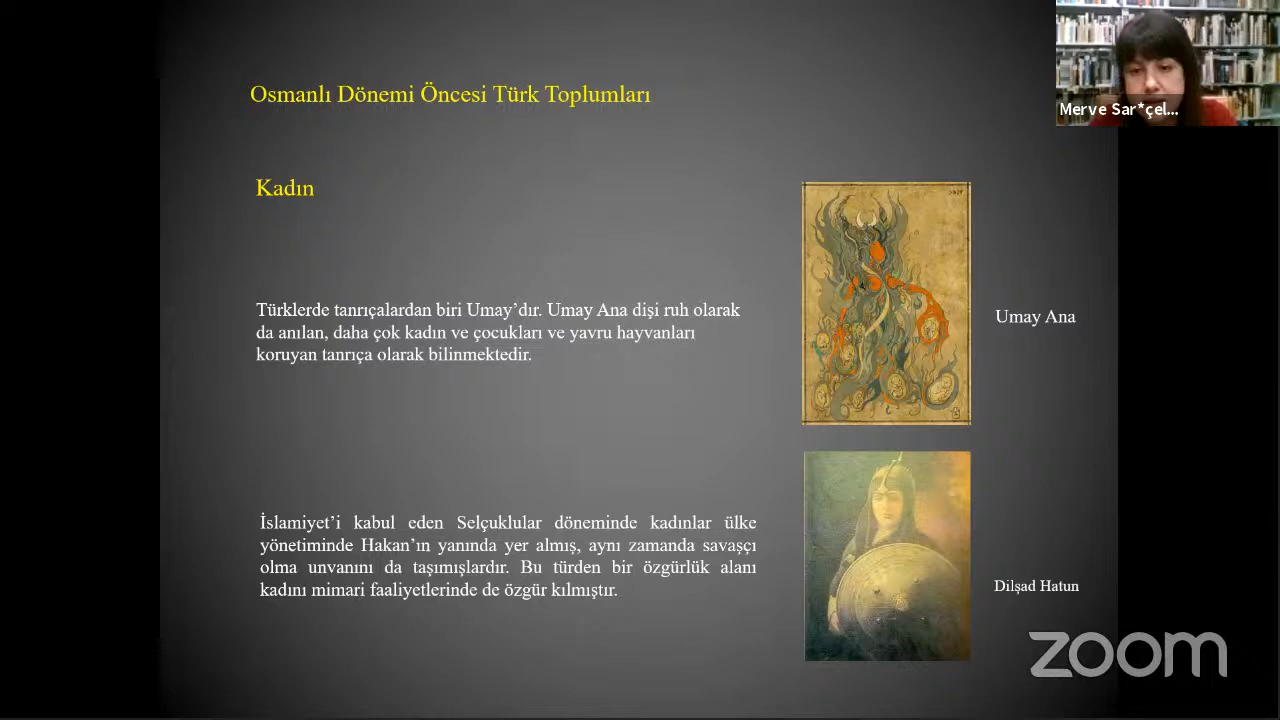 Merve Sar*çel...
Osmanlı Dönemi Öncesi Türk Toplumları
Kadın
Türklerde tanrıçalardan biri Umay’dır. Umay Ana dişi ruh olarak
da anılan, daha çok kadın ve çocukları ve yavru hayvanları
koruyan tanrıça olarak bilinmektedir.
Umay Ana
İslamiyet’i kabul eden Selçuklular döneminde kadınlar ülke
yönetiminde Hakan’ın yanında yer almış, aynı zamanda savaşçı
olma unvanını da taşımışlardır. Bu türden bir özgürlük alanı
kadını mimari faaliyetlerinde de özgür kılmıştır.
Dilşad Hatun
zoom